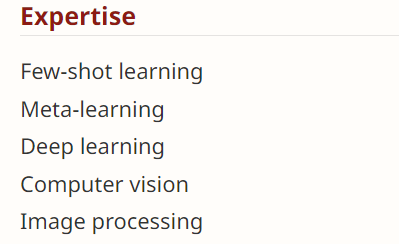 Expertise
Few-shot learning
Meta-learning
Deep learning
Computer vision
Image processing